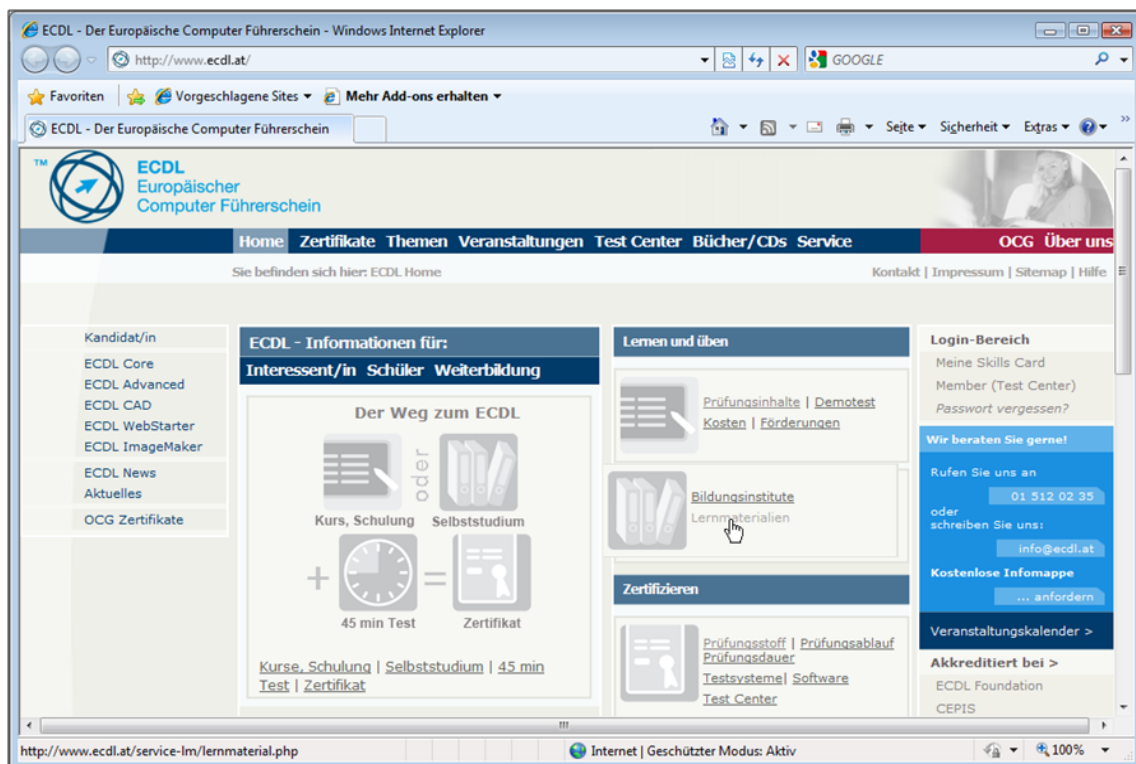 ECDL - Der Europäische Computer Führerschein - Windows Internet Explorer
http://www.ecdl.at/
GOOGLE
Favoriten Vorgeschlagene Sites Mehr Add-ons erhalten
ECDL - Der Europäische Computer Führerschein
Seite Sicherheit Extras
TM
ECDL
Europäischer
Computer Führerschein
Home Zertifikate Themen Veranstaltungen Test Center Bücher/CDs Service OCG Über uns
Sie befinden sich hier: ECDL Home
Kontakt | Impressum | Sitemap | Hilfe
Kandidat/in
ECDL Core
ECDL Advanced
ECDL CAD
ECDL WebStarter
ECDL ImageMaker
ECDL News
Aktuelles
OCG Zertifikate
ECDL - Informationen für:
Interessent/in Schüler Weiterbildung
Der Weg zum ECDL
oder
Kurs, Schulung Selbststudium
+ =
45 min Test Zertifikat
Kurse, Schulung | Selbststudium | 45 min
Test | Zertifikat
Lernen und üben
Prüfungsinhalte | Demotest
Kosten | Förderungen
Bildungsinstitute
Lernmaterialien
Zertifizieren
Prüfungsstoff | Prüfungsablauf
Prüfungsdauer
Testsysteme| Software
Test Center
Login-Bereich
Meine Skills Card
Member (Test Center)
Passwort vergessen?
Wir beraten Sie gerne!
Rufen Sie uns an
01 512 02 35
oder
schreiben Sie uns:
info@ecdl.at
Kostenlose Infomappe
... anfordern
Veranstaltungskalender >
Akkreditiert bei >
ECDL Foundation
CEPIS
http://www.ecdl.at/service-lm/lernmaterial.php
Internet | Geschützter Modus: Aktiv
100%